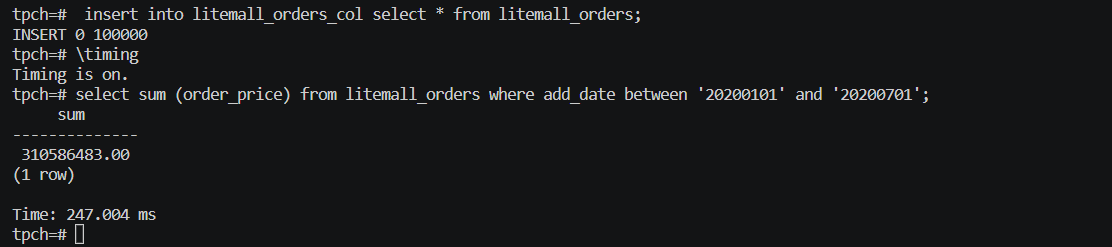 tpch=#  insert into litemall_orders_col select * from litemall_orders;
INSERT 0 100000
tpch=# \timing
Timing is on.
tpch=# select sum (order_price) from litemall_orders where add_date between '20200101' and '20200701';
     sum
--------------
 310586483.00
(1 row)

Time: 247.004 ms
tpch=#